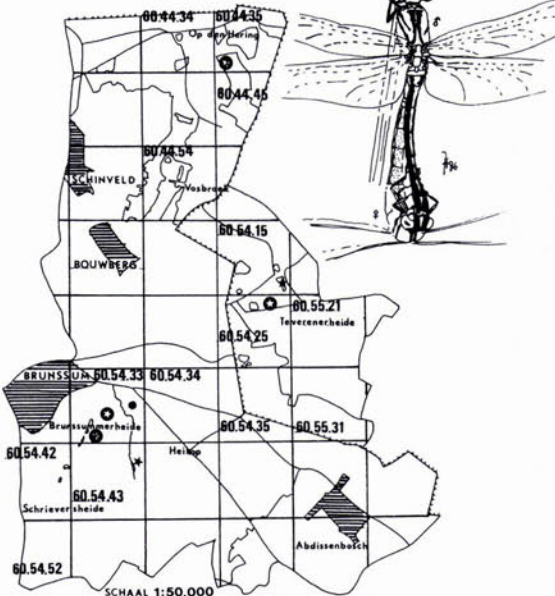 60.44.34 60.44.35
Op den Hering
60.44.45
60.44.54
SCHINVELD
Vosbroek
60.54.15
BOUWBERG
60.55.21
Teverenerheide
60.54.25
BRUNSSUM 60.54.33 60.54.34
Brunssummerheide
60.54.35 60.55.31
60.54.42
60.54.43
Schrieversheide
Abdissenbosch
60.54.52
SCHAAL 1:50.000